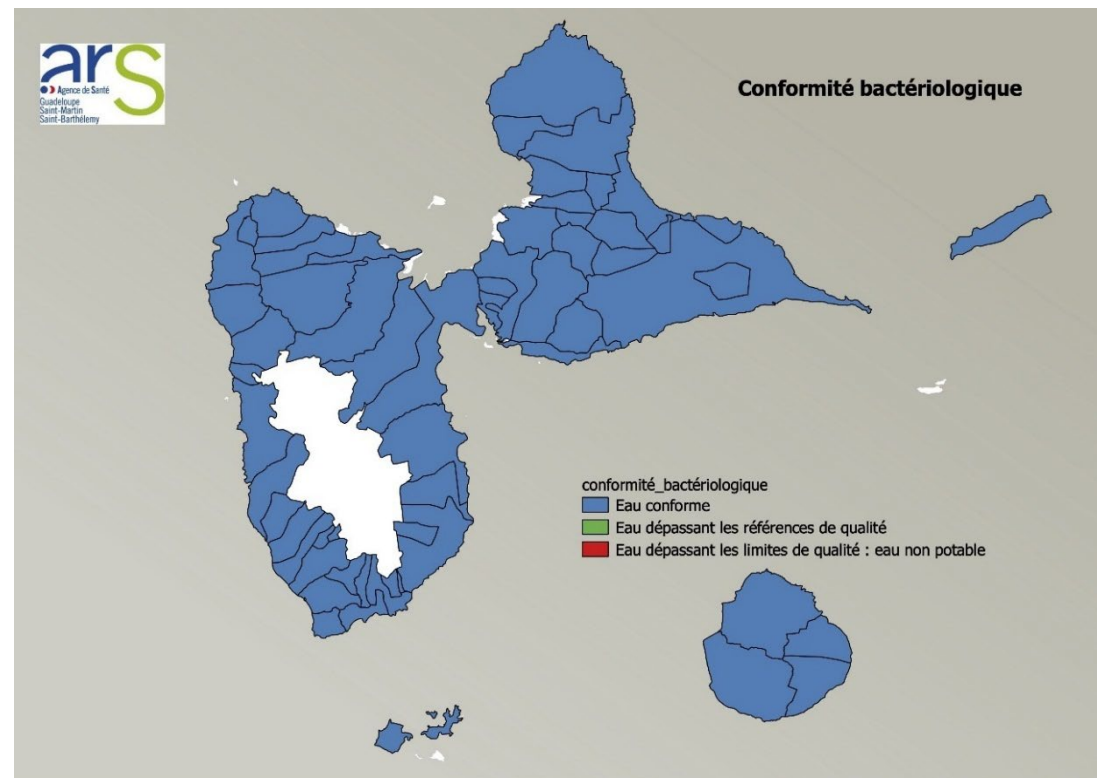 ars
Agence de Santé
Guadeloupe
Saint-Martin
Saint-Barthélemy
Conformité bactériologique
conformité_bactériologique
Eau conforme
Eau dépassant les références de qualité
Eau dépassant les limites de qualité : eau non potable